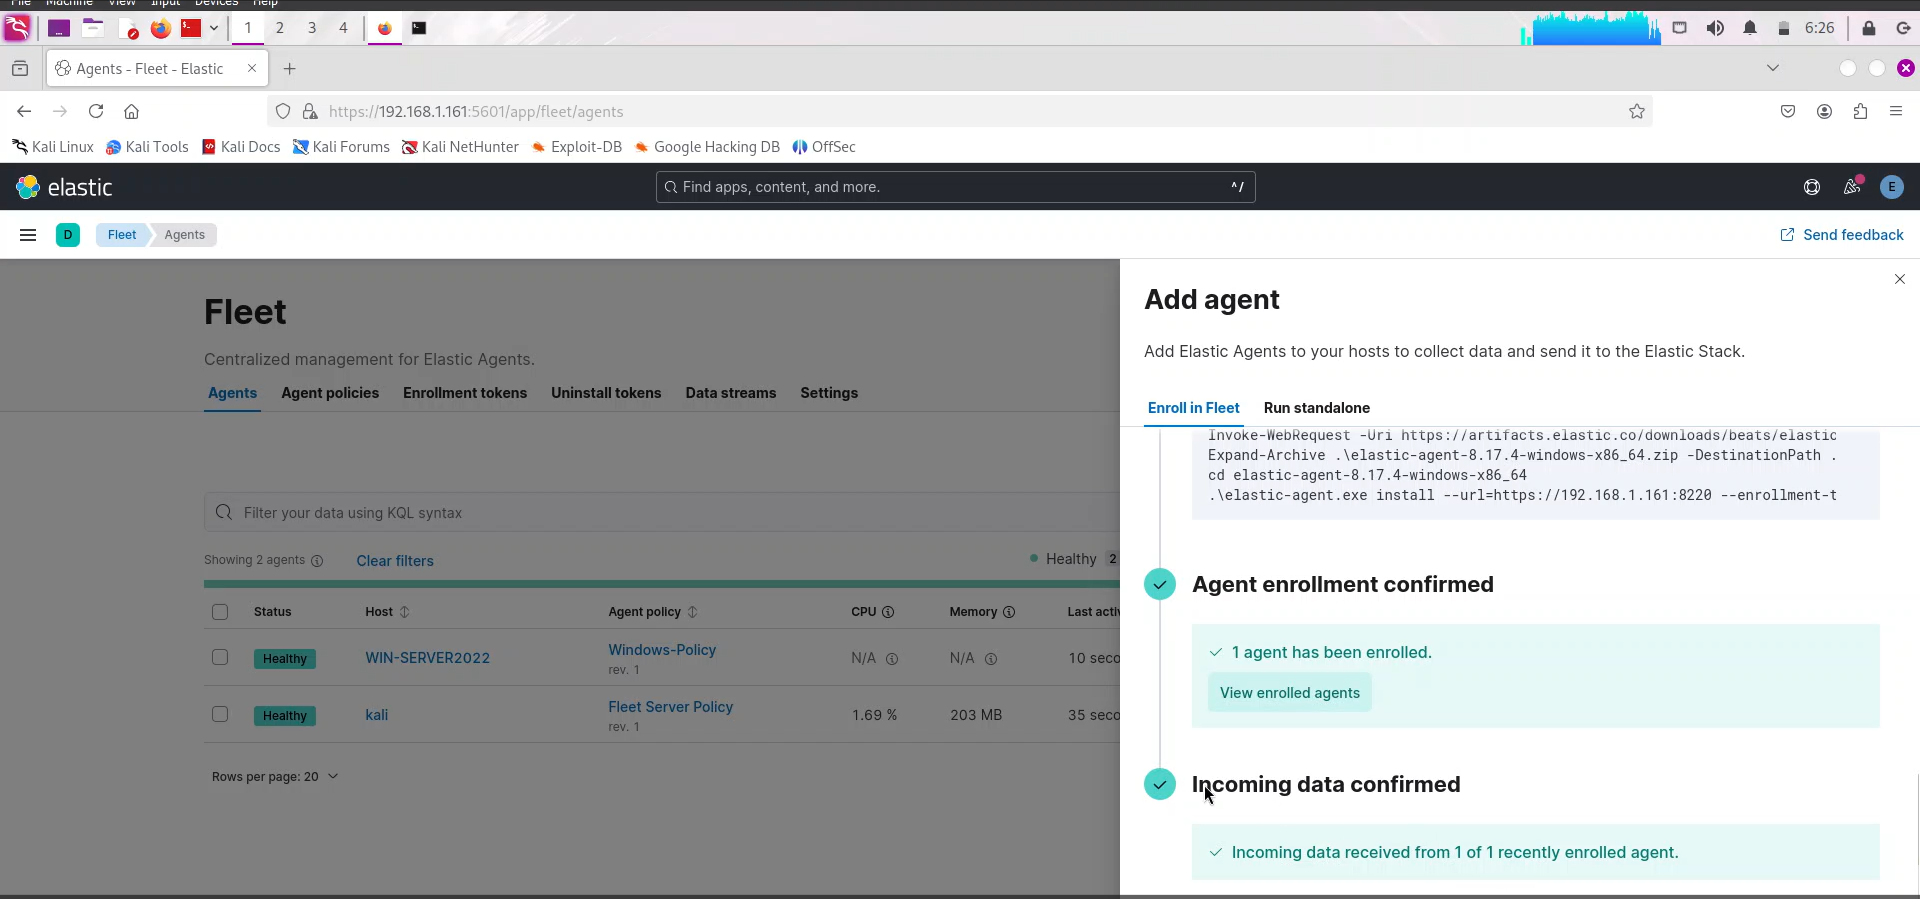 File Machine View Input Devices Help
1 2 3 4 6:26
Agents - Fleet - Elastic
https://192.168.1.161:5601/app/fleet/agents
Kali Linux Kali Tools Kali Docs Kali Forums Kali NetHunter Exploit-DB Google Hacking DB OffSec
elastic Find apps, content, and more. ^/ E
D Fleet Agents Send feedback
Fleet
Centralized management for Elastic Agents.
Agents Agent policies Enrollment tokens Uninstall tokens Data streams Settings
Filter your data using KQL syntax
Showing 2 agents Clear filters Healthy 2
Status Host Agent policy CPU Memory Last activ
Healthy WIN-SERVER2022 Windows-Policy N/A N/A 10 seco
rev. 1
Healthy kali Fleet Server Policy 1.69 % 203 MB 35 seco
rev. 1
Rows per page: 20
Add agent
Add Elastic Agents to your hosts to collect data and send it to the Elastic Stack.
Enroll in Fleet Run standalone
Invoke-WebRequest -Uri https://artifacts.elastic.co/downloads/beats/elastic
Expand-Archive .\elastic-agent-8.17.4-windows-x86_64.zip -DestinationPath .
cd elastic-agent-8.17.4-windows-x86_64
.\elastic-agent.exe install --url=https://192.168.1.161:8220 --enrollment-t
Agent enrollment confirmed
1 agent has been enrolled.
View enrolled agents
Incoming data confirmed
Incoming data received from 1 of 1 recently enrolled agent.